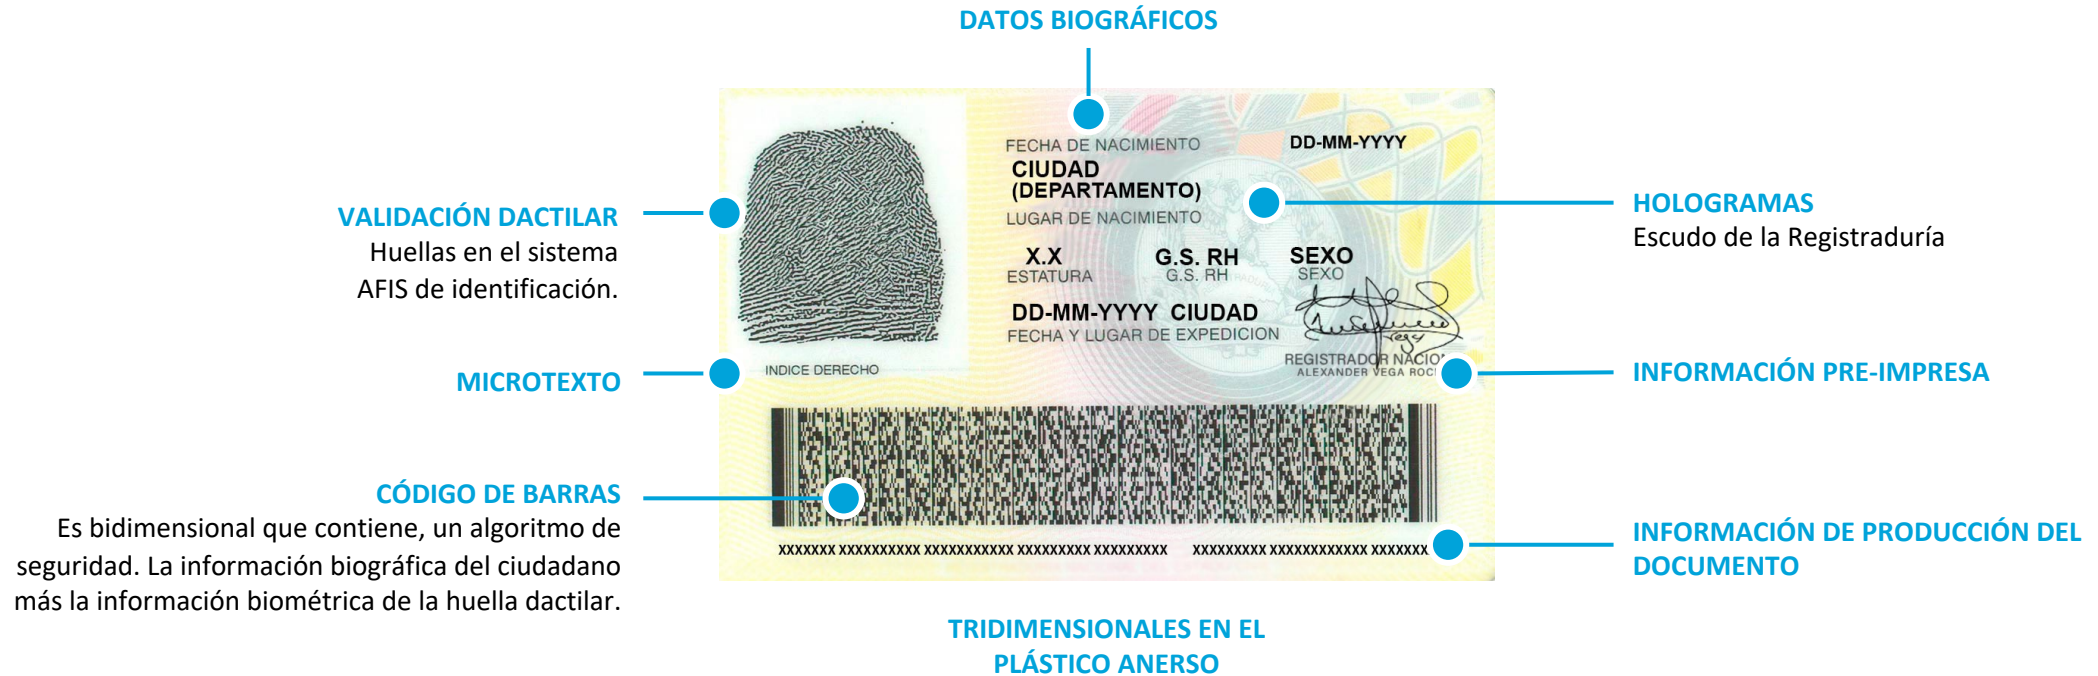 DATOS BIOGRÁFICOS
FECHA DE NACIMIENTO
DD-MM-YYYY
CIUDAD
(DEPARTAMENTO)
LUGAR DE NACIMIENTO
X.X
G.S. RH
SEXO
ESTATURA
G.S. RH
SEXO
DD-MM-YYYY CIUDAD
FECHA Y LUGAR DE EXPEDICION
REGISTRADOR
ALEXANDER VEGA
INDICE DERECHO
XXXXXXX XXXXXXXXXX XXXXXXXXXXX XXXXXXXXX XXXXXXXXX XXXXXXXXX XXXXXXXXXXXX XXXXXXX
VALIDACIÓN DACTILAR
Huellas en el sistema
AFIS de identificación.
MICROTEXTO
CÓDIGO DE BARRAS
Es bidimensional que contiene, un algoritmo de
seguridad. La información biográfica del ciudadano
más la información biométrica de la huella dactilar.
HOLOGRAMAS
Escudo de la Registraduría
INFORMACIÓN PRE-IMPRESA
INFORMACIÓN DE PRODUCCIÓN DEL
DOCUMENTO
TRIDIMENSIONALES EN EL
PLÁSTICO ANERSO